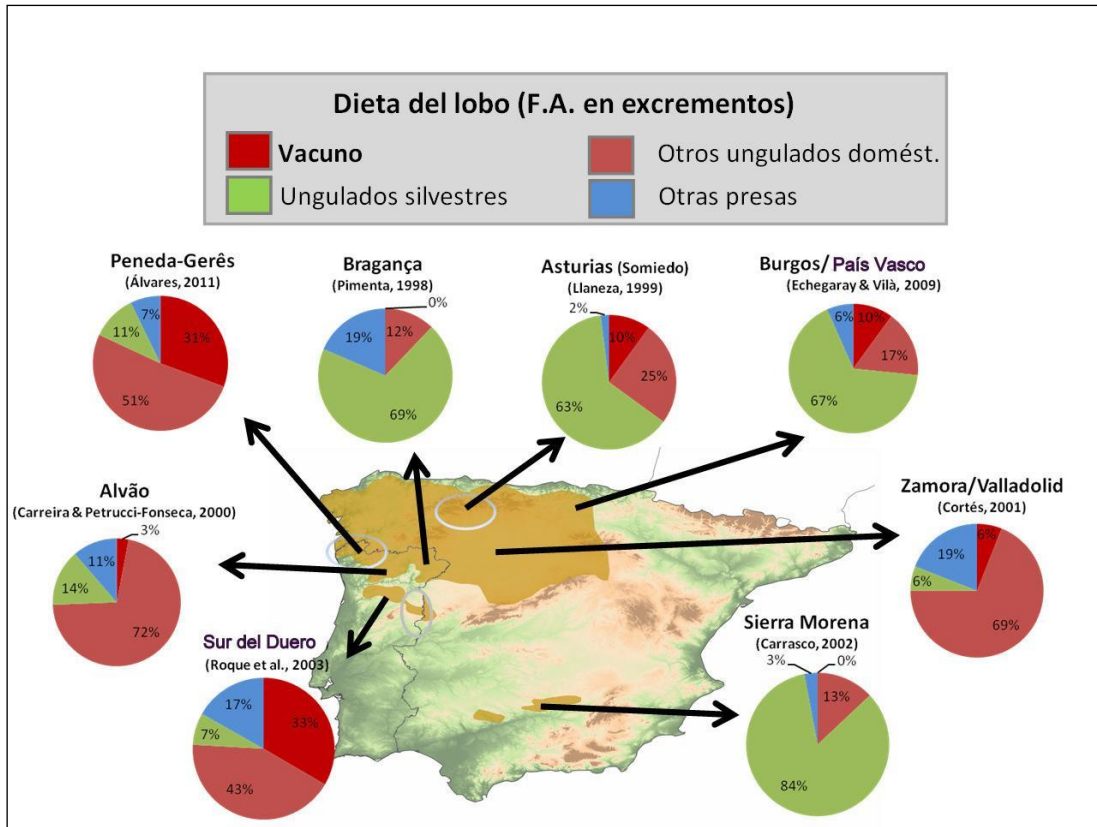 Dieta del lobo (F.A. en excrementos)
Vacuno
Otros ungulados domést.
Ungulados silvestres
Otras presas
Peneda-Gerês
(Álvares, 2011)
7%
11%
31%
51%
Bragança
(Pimenta, 1998)
0%
19%
12%
69%
Asturias (Somiedo)
(Llaneza, 1999)
2%
10%
25%
63%
Burgos/ País Vasco
(Echegaray & Vilà, 2009)
6%
10%
17%
67%
Alvão
(Carreira & Petrucci-Fonseca, 2000)
3%
11%
14%
72%
Zamora/Valladolid
(Cortés, 2001)
6%
19%
6%
69%
Sur del Duero
(Roque et al., 2003)
17%
33%
7%
43%
Sierra Morena
(Carrasco, 2002)
3%
0%
13%
84%